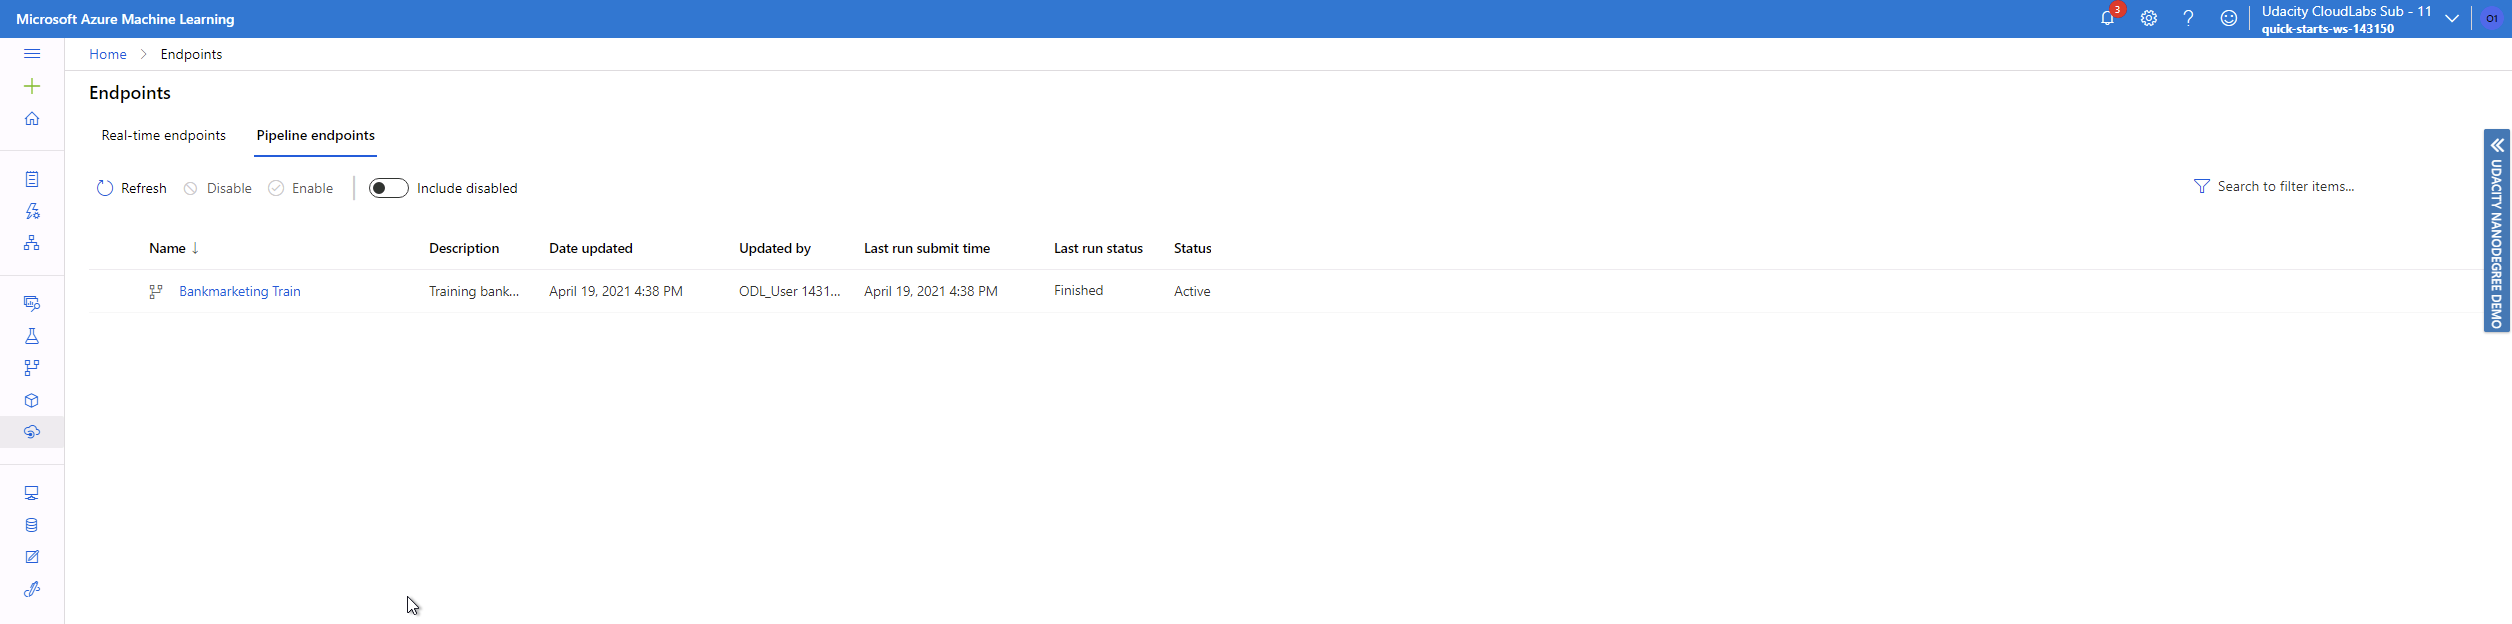 Microsoft Azure Machine Learning
3
Udacity CloudLabs Sub - 11
quick-starts-ws-143150
O1
Home > Endpoints
Endpoints
Real-time endpoints Pipeline endpoints
Refresh Disable Enable Include disabled Search to filter items...
Name ↓ Description Date updated Updated by Last run submit time Last run status Status
Bankmarketing Train Training bank... April 19, 2021 4:38 PM ODL_User 1431... April 19, 2021 4:38 PM Finished Active
UDACITY NANODEGREE DEMO